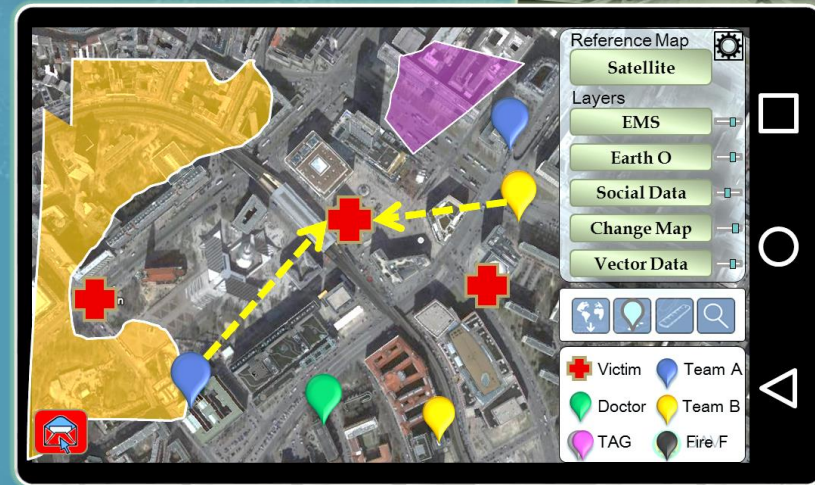 Reference Map
Satellite
Layers
EMS
Earth O
Social Data
Change Map
Vector Data
n
Victim
Team A
Doctor
Team B
TAG
Fire F